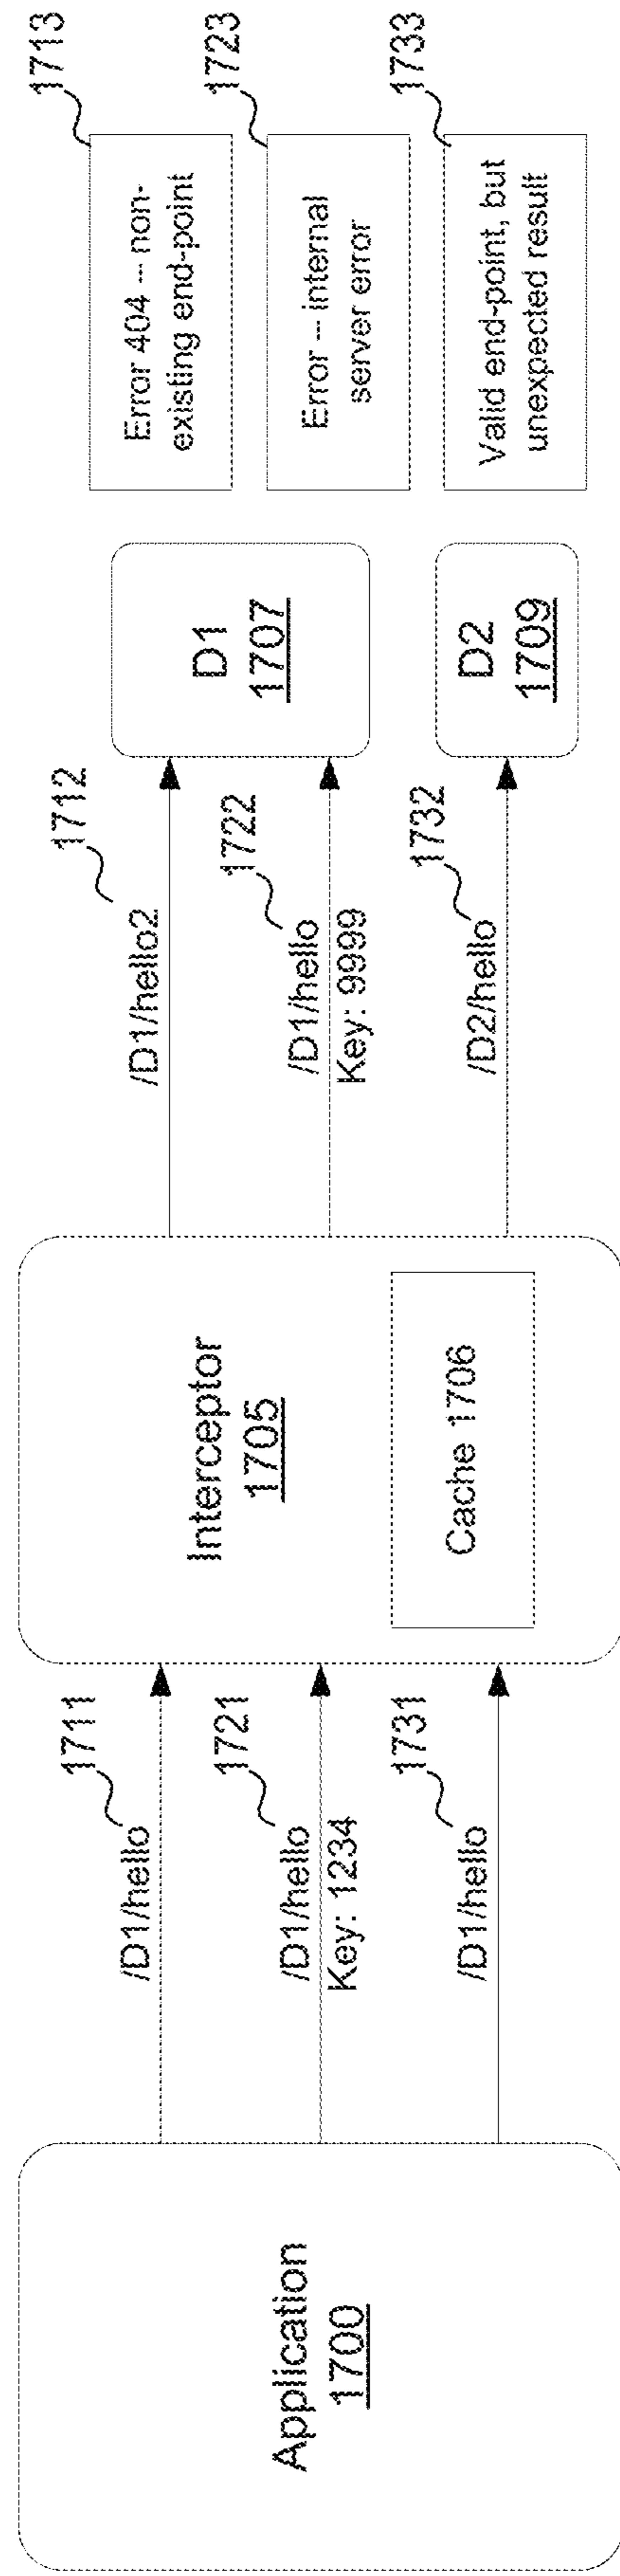 Application
1700
/D1/hello
1711
/D1/hello
Key: 1234
1721
/D1/hello
1731
Interceptor
1705
Cache 1706
/D1/hello2
1712
/D1/hello
Key: 9999
1722
/D2/hello
1732
D1
1707
D2
1709
Error 404 -- non-
existing end-point
1713
Error -- internal
server error
1723
Valid end-point, but
unexpected result
1733